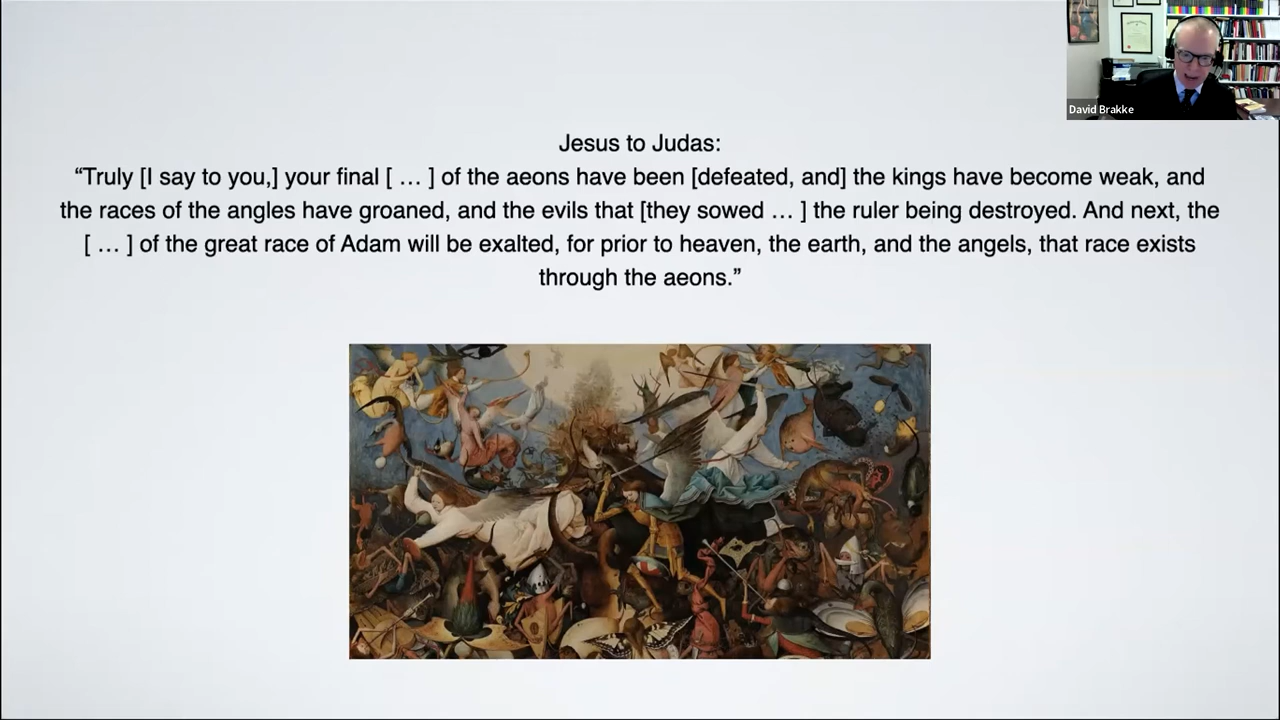 David Brakke
Jesus to Judas:
“Truly [I say to you,] your final [ … ] of the aeons have been [defeated, and] the kings have become weak, and
the races of the angles have groaned, and the evils that [they sowed … ] the ruler being destroyed. And next, the
[ … ] of the great race of Adam will be exalted, for prior to heaven, the earth, and the angels, that race exists
through the aeons.”